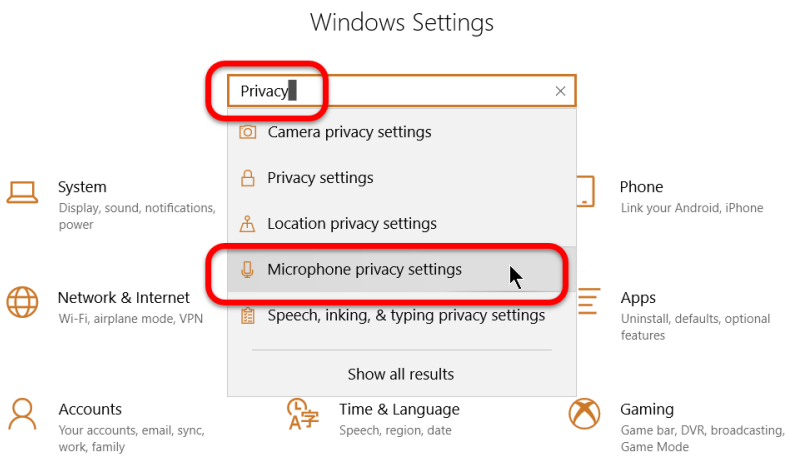 Windows Settings
Privacy
Camera privacy settings
Privacy settings
Location privacy settings
Microphone privacy settings
Speech, inking, & typing privacy settings
Show all results
System
Display, sound, notifications,
power
Phone
Link your Android, iPhone
Network & Internet
Wi-Fi, airplane mode, VPN
Apps
Uninstall, defaults, optional
features
Accounts
Your accounts, email, sync,
work, family
Time & Language
Speech, region, date
Gaming
Game bar, DVR, broadcasting,
Game Mode